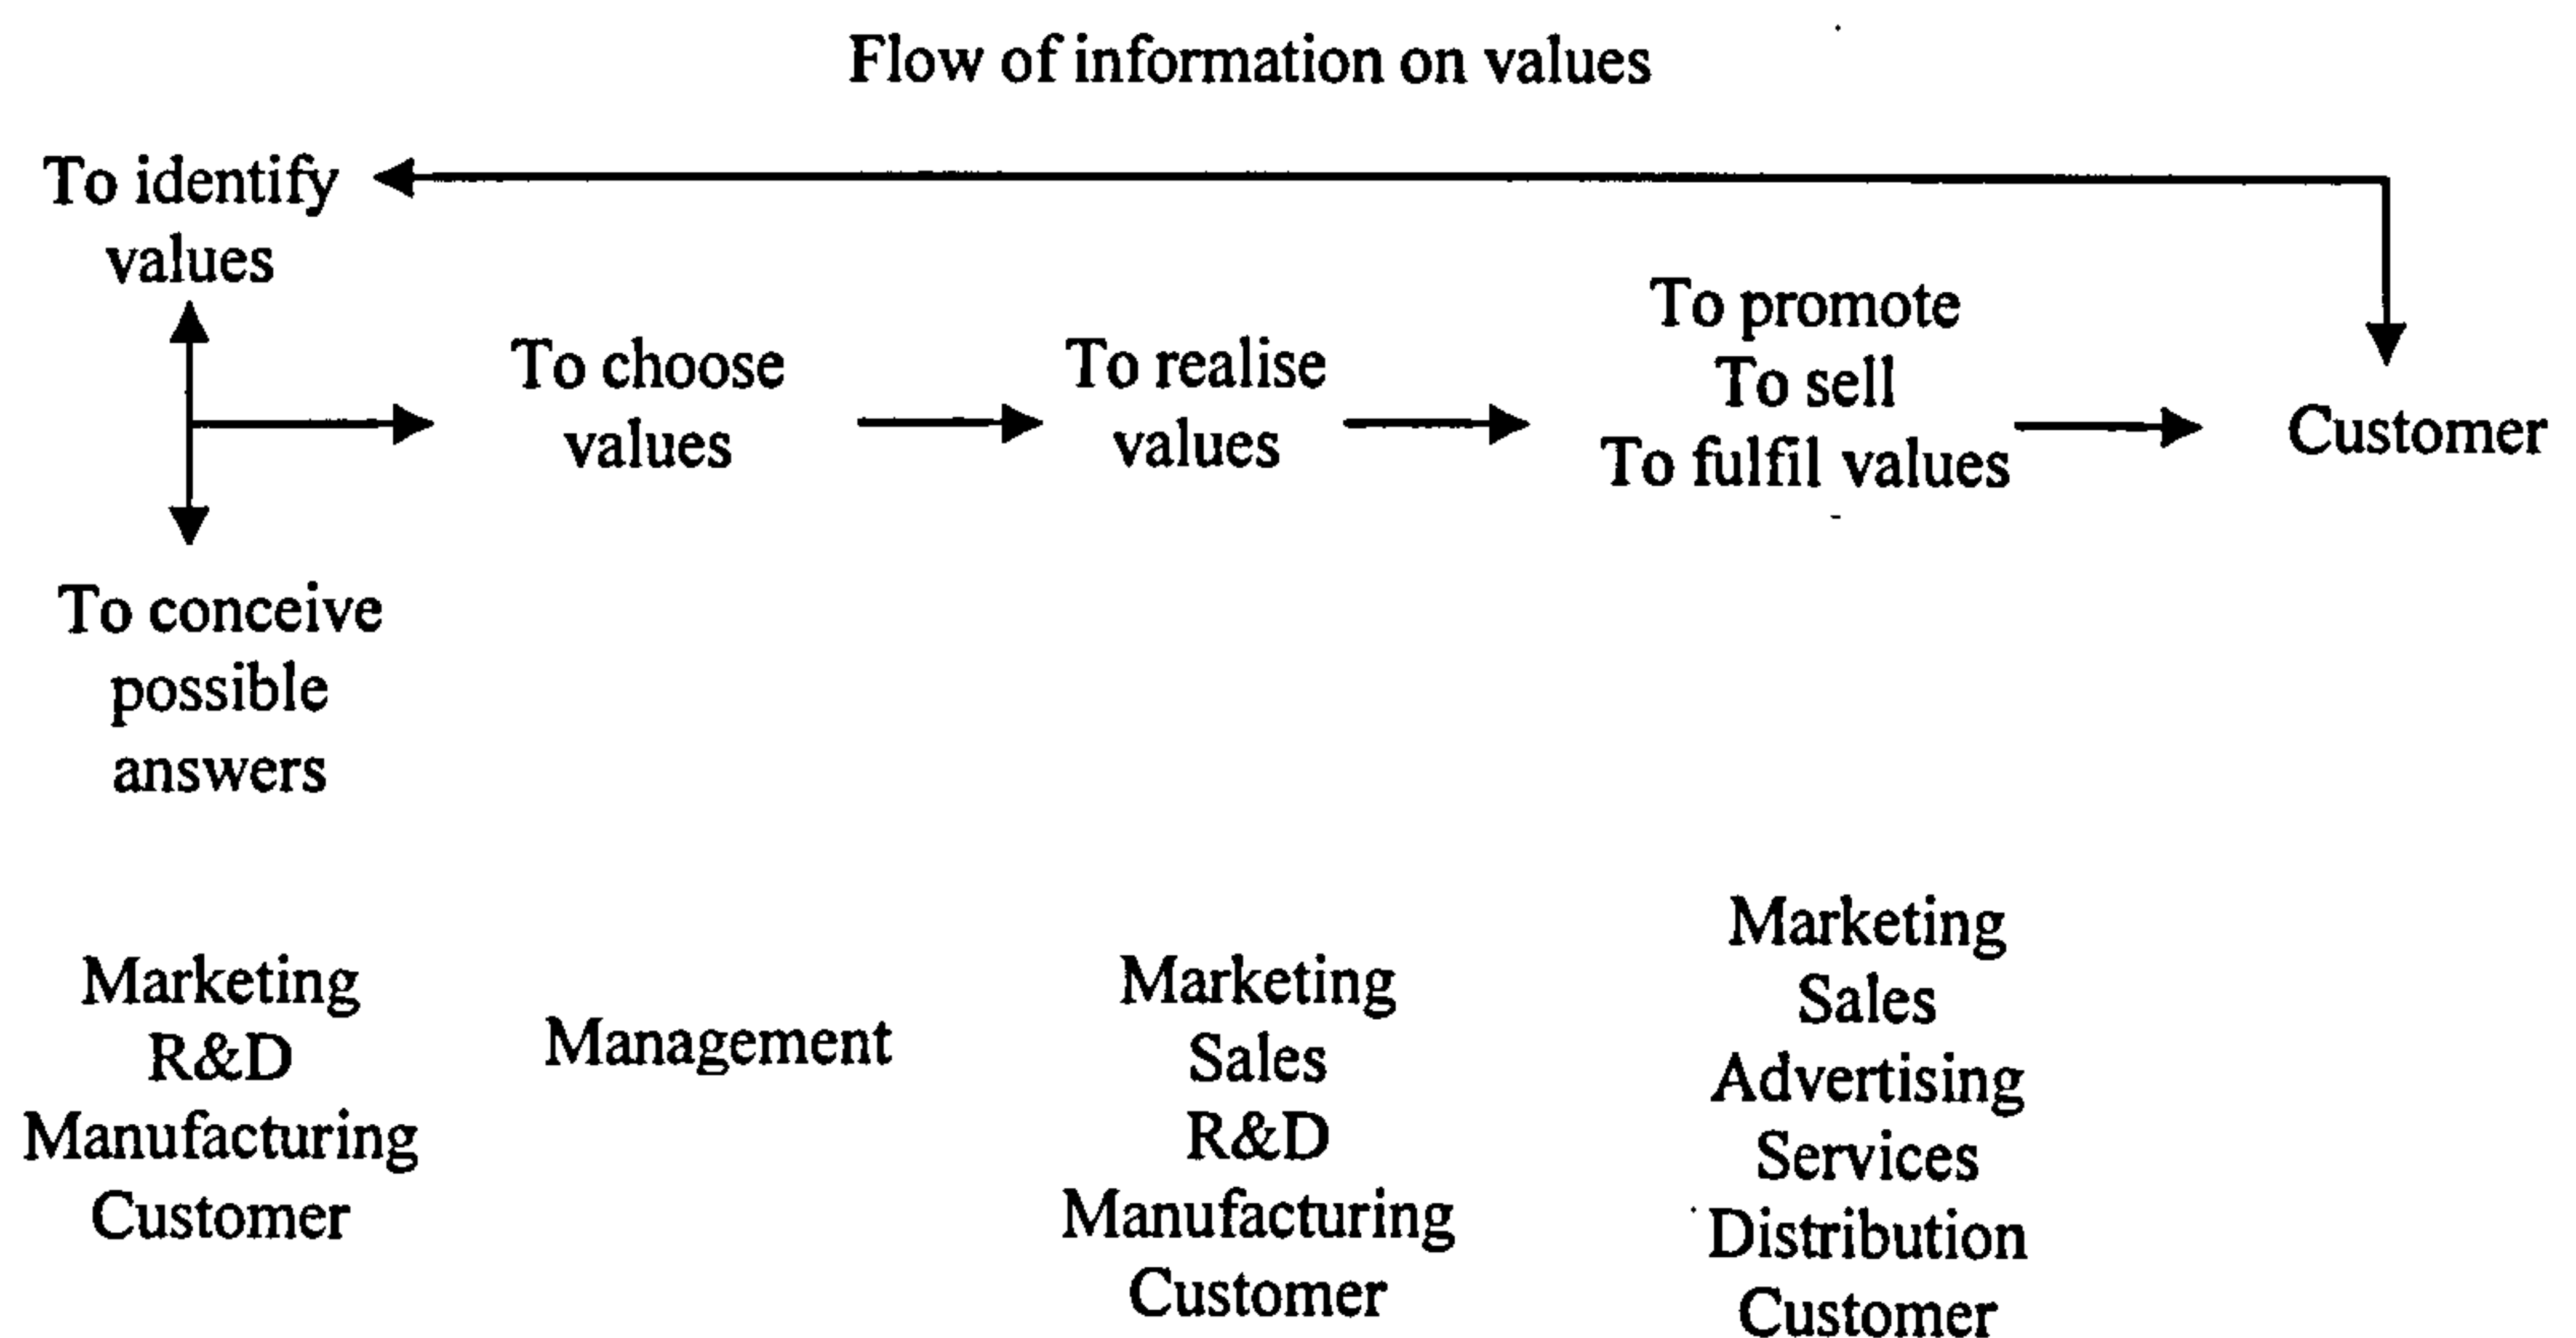 Flow of information on values
To identify
values
To choose
values
To realise
values
To promote
To sell
To fulfil values
Customer
To conceive
possible
answers
Marketing
R&D
Manufacturing
Customer
Management
Marketing
Sales
R&D
Manufacturing
Customer
Marketing
Sales
Advertising
Services
Distribution
Customer